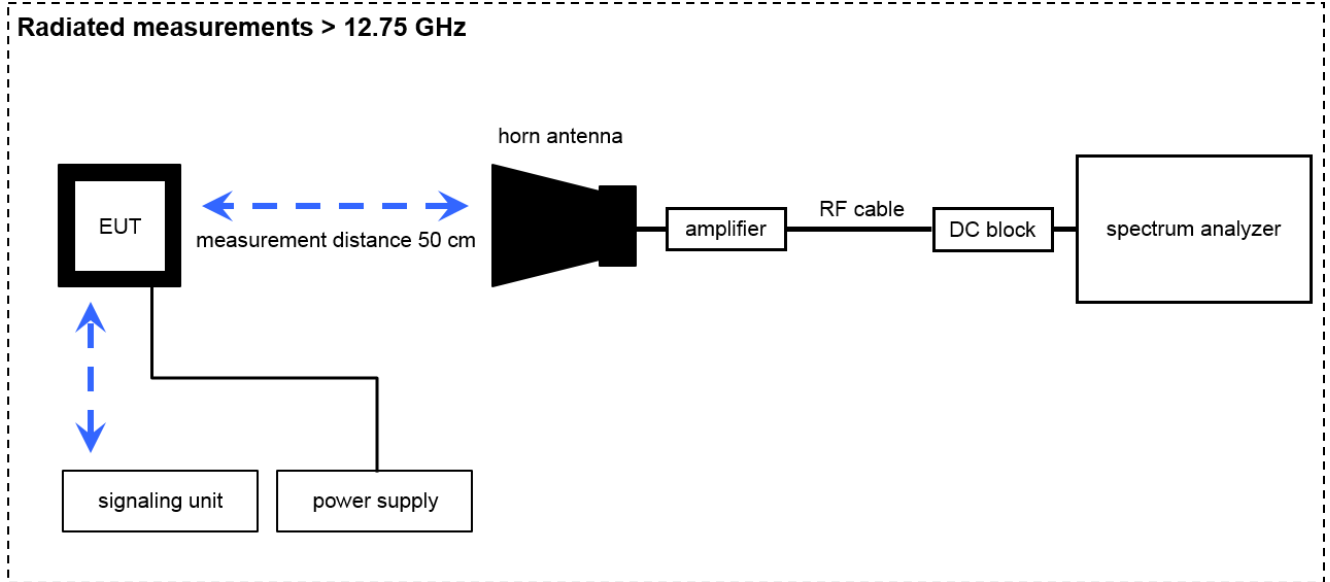 Radiated measurements > 12.75 GHz
horn antenna
EUT
measurement distance 50 cm
amplifier
RF cable
DC block
spectrum analyzer
signaling unit
power supply